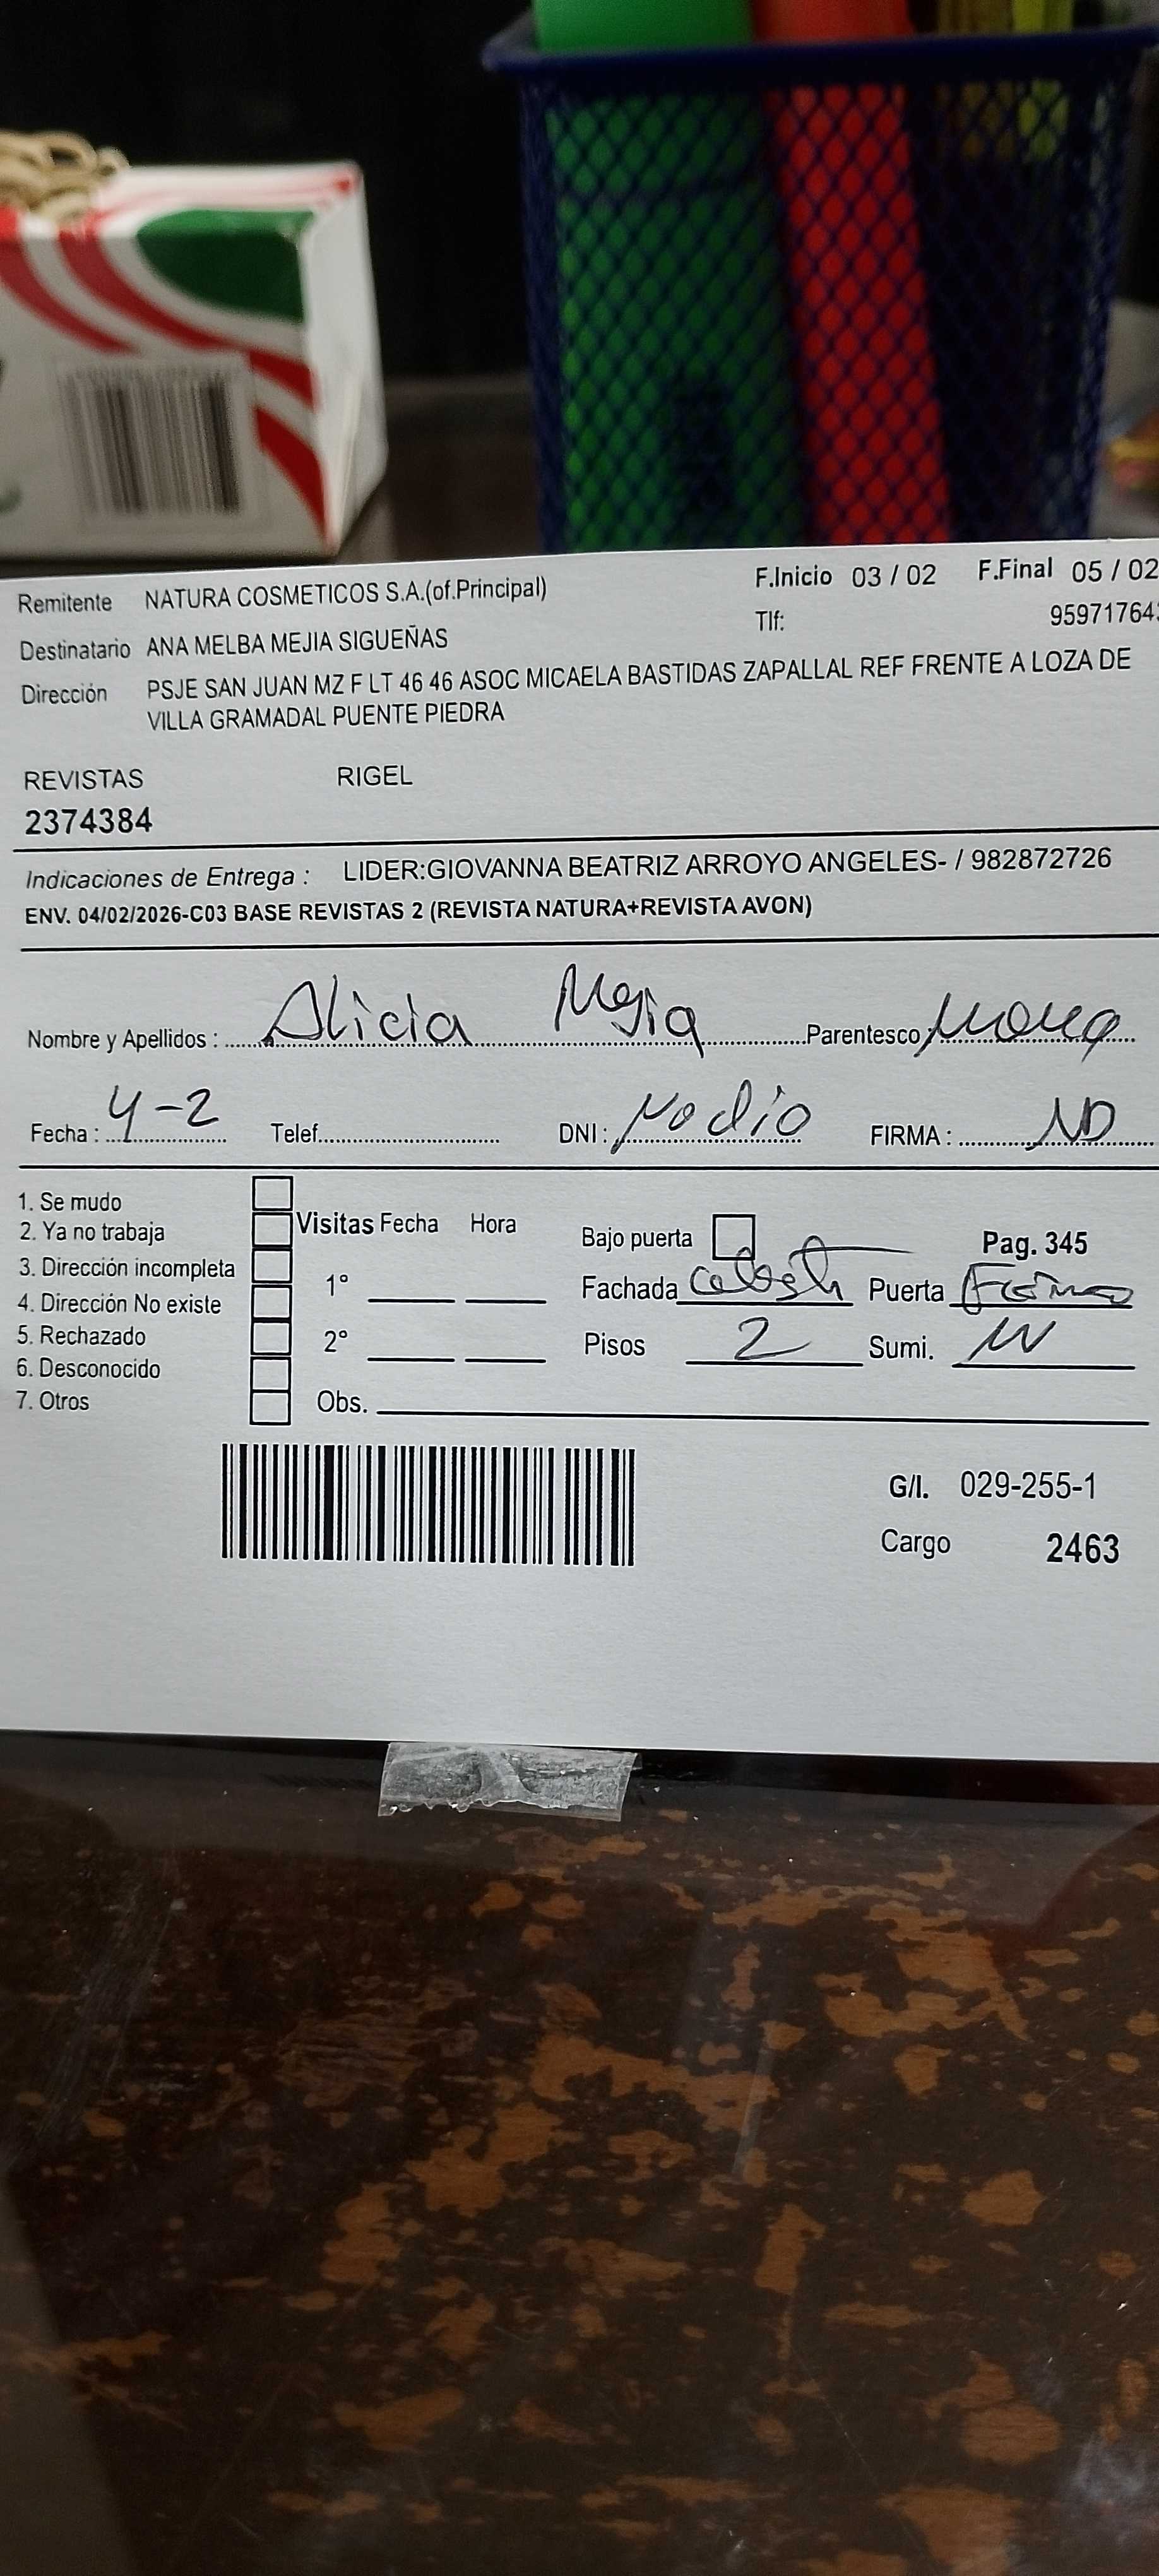 Remitente NATURA COSMETICOS S.A.(of.Principal) F.Inicio 03 / 02 F.Final 05 / 02
Destinatario ANA MELBA MEJIA SIGUEÑAS Tlf: 95971764
Dirección PSJE SAN JUAN MZ F LT 46 46 ASOC MICAELA BASTIDAS ZAPALLAL REF FRENTE A LOZA DE
VILLA GRAMADAL PUENTE PIEDRA
REVISTAS RIGEL
2374384
Indicaciones de Entrega : LIDER:GIOVANNA BEATRIZ ARROYO ANGELES- / 982872726
ENV. 04/02/2026-C03 BASE REVISTAS 2 (REVISTA NATURA+REVISTA AVON)
Nombre y Apellidos : Alicia Mejia Parentesco
Fecha : 4-2 Telef. DNI : No dio FIRMA : ND
1. Se mudo
2. Ya no trabaja
3. Dirección incompleta
4. Dirección No existe
5. Rechazado
6. Desconocido
7. Otros
Visitas Fecha Hora
1°
2°
Obs.
Bajo puerta Pag. 345
Fachada Puerta
Pisos 2 Sumi.
G/I. 029-255-1
Cargo 2463